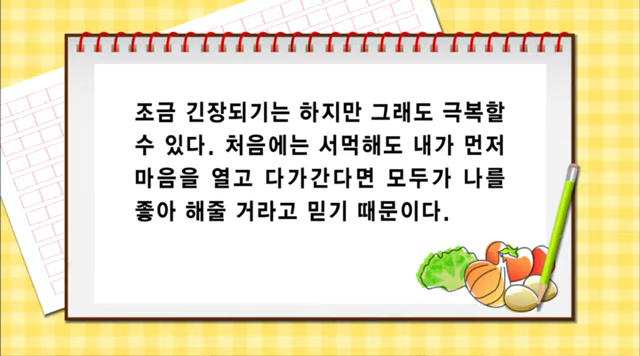 조금 긴장되기는 하지만 그래도 극복할
수 있다. 처음에는 서먹해도 내가 먼저
마음을 열고 다가간다면 모두가 나를
좋아 해줄 거라고 믿기 때문이다.